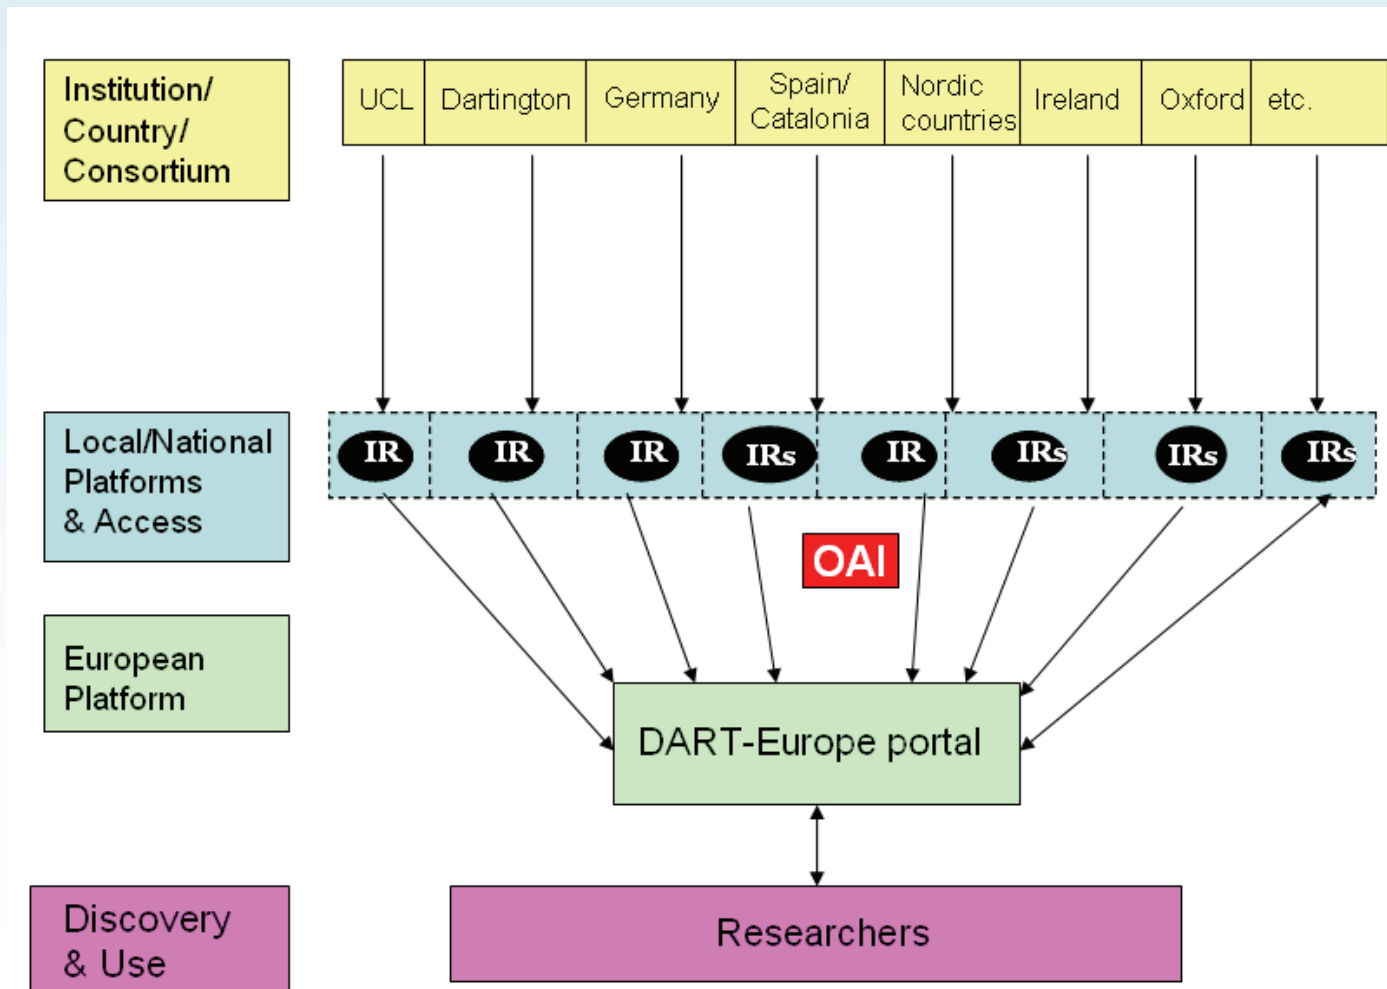 Institution/
Country/
Consortium
UCL
Dartington
Germany
Spain/
Catalonia
Nordic
countries
Ireland
Oxford
etc.
Local/National
Platforms
& Access
IR
IR
IR
IRs
IR
IRs
IRs
IRs
OAI
European
Platform
DART-Europe portal
Discovery
& Use
Researchers